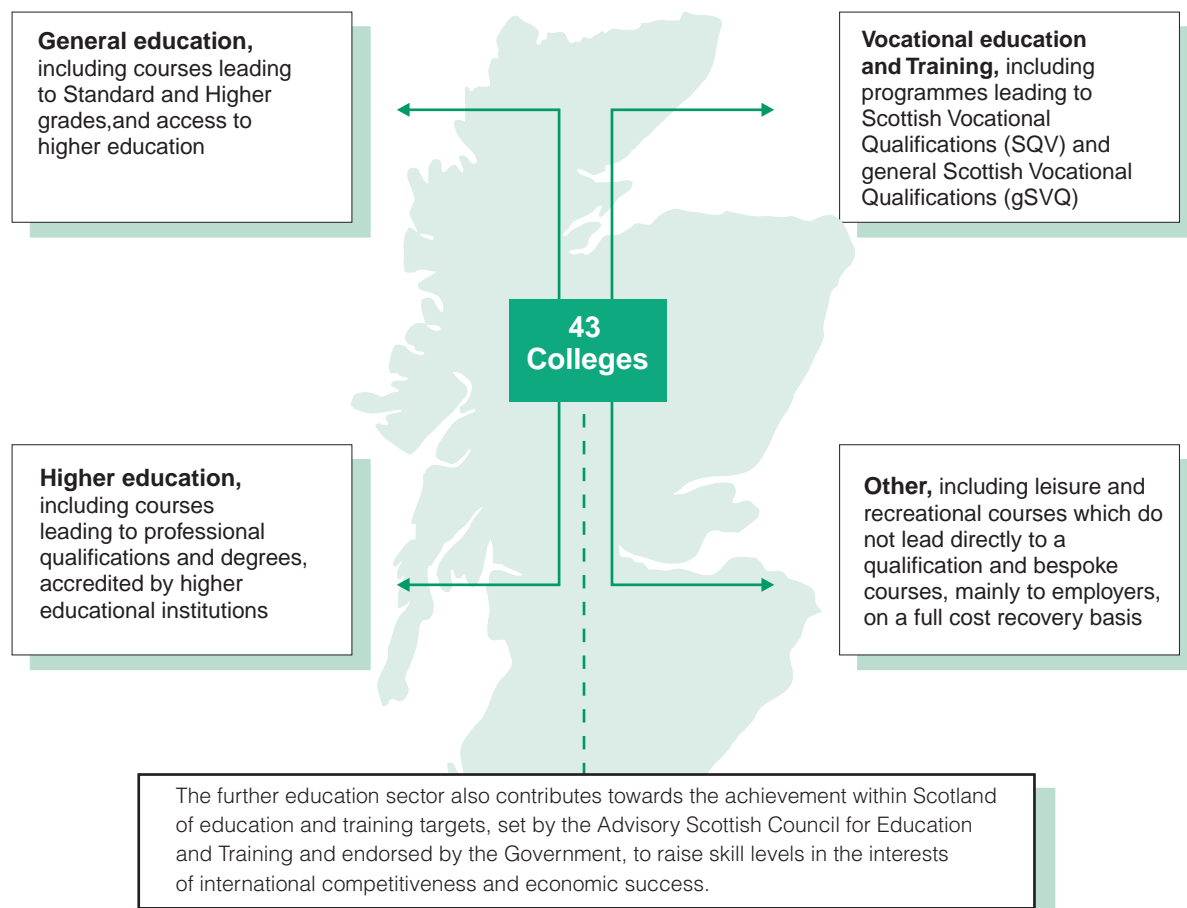 General education,
including courses leading
to Standard and Higher
grades,and access to
higher education
Vocational education
and Training, including
programmes leading to
Scottish Vocational
Qualifications (SQV) and
general Scottish Vocational
Qualifications (gSVQ)
43
Colleges
Higher education,
including courses
leading to professional
qualifications and degrees,
accredited by higher
educational institutions
Other, including leisure and
recreational courses which do
not lead directly to a
qualification and bespoke
courses, mainly to employers,
on a full cost recovery basis
The further education sector also contributes towards the achievement within Scotland
of education and training targets, set by the Advisory Scottish Council for Education
and Training and endorsed by the Government, to raise skill levels in the interests
of international competitiveness and economic success.